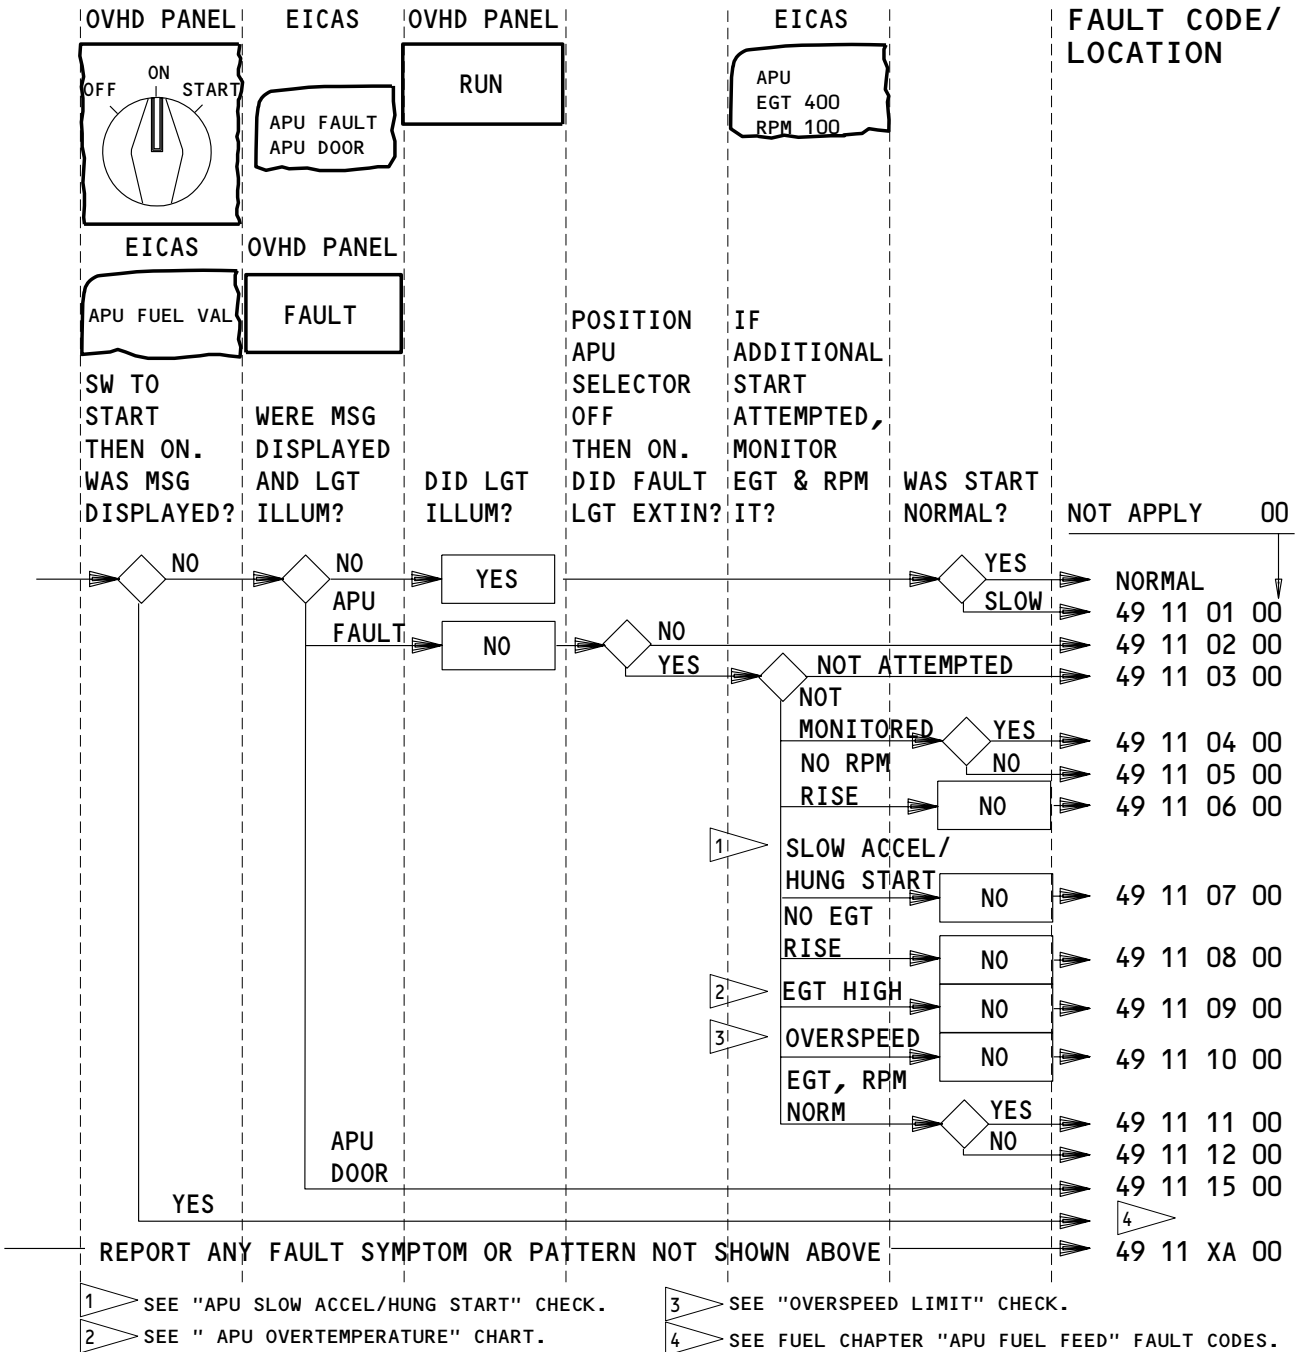 OVHD PANEL
EICAS
OVHD PANEL
EICAS
FAULT CODE/
LOCATION
OFF
ON
START
APU FAULT
APU DOOR
RUN
APU
EGT 400
RPM 100
EICAS
OVHD PANEL
APU FUEL VAL
FAULT
SW TO
START
THEN ON.
WAS MSG
DISPLAYED?
WERE MSG
DISPLAYED
AND LGT
ILLUM?
DID LGT
ILLUM?
POSITION
APU
SELECTOR
OFF
THEN ON.
DID FAULT
LGT EXTIN?
IF
ADDITIONAL
START
ATTEMPTED,
MONITOR
EGT & RPM
IT?
WAS START
NORMAL?
NOT APPLY 00
NO
NO
YES
YES
NORMAL
SLOW
49 11 01 00
APU
FAULT
NO
NO
49 11 02 00
YES
NOT ATTEMPTED
49 11 03 00
NOT
MONITORED
YES
49 11 04 00
NO
49 11 05 00
NO RPM
RISE
NO
49 11 06 00
1
SLOW ACCEL/
HUNG START
NO
49 11 07 00
NO EGT
RISE
NO
49 11 08 00
2
EGT HIGH
NO
49 11 09 00
3
OVERSPEED
NO
49 11 10 00
EGT, RPM
NORM
YES
49 11 11 00
NO
49 11 12 00
APU
DOOR
49 11 15 00
YES
4
REPORT ANY FAULT SYMPTOM OR PATTERN NOT SHOWN ABOVE
49 11 XA 00
1 SEE "APU SLOW ACCEL/HUNG START" CHECK.
2 SEE " APU OVERTEMPERATURE" CHART.
3 SEE "OVERSPEED LIMIT" CHECK.
4 SEE FUEL CHAPTER "APU FUEL FEED" FAULT CODES.